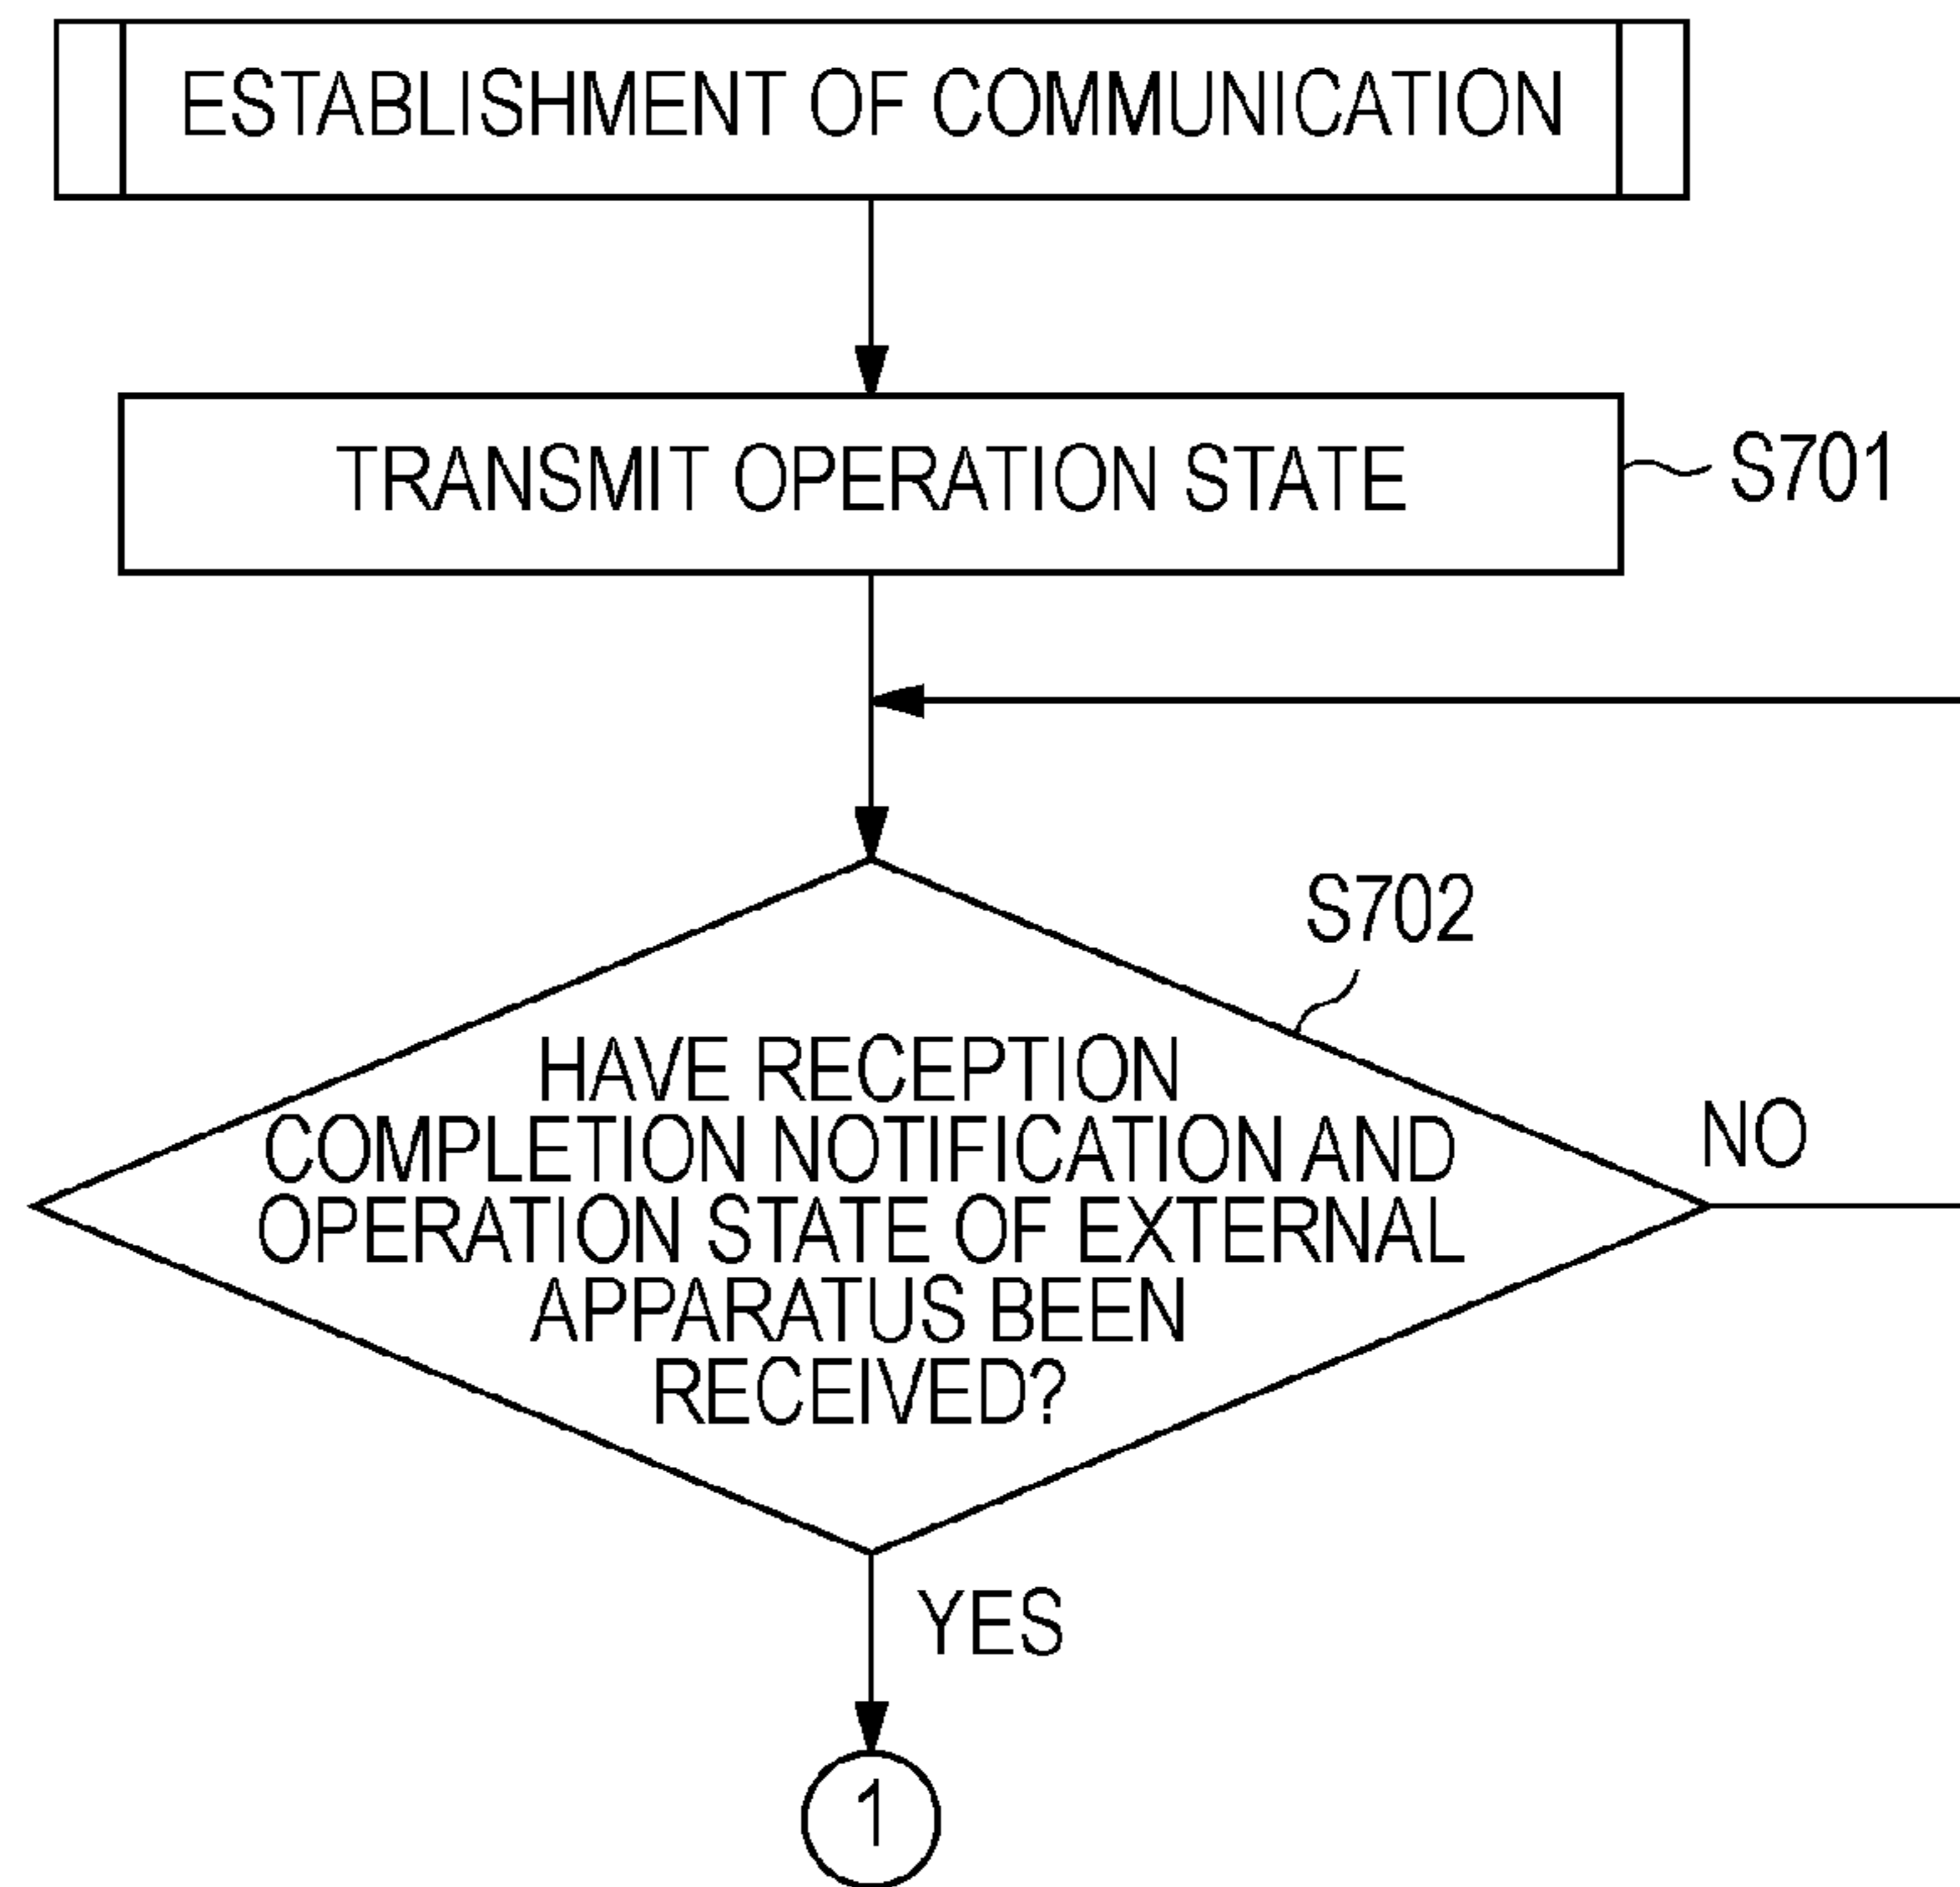 ESTABLISHMENT OF COMMUNICATION
TRANSMIT OPERATION STATE
S701
S702
HAVE RECEPTION
COMPLETION NOTIFICATION AND
OPERATION STATE OF EXTERNAL
APPARATUS BEEN
RECEIVED?
NO
YES
1